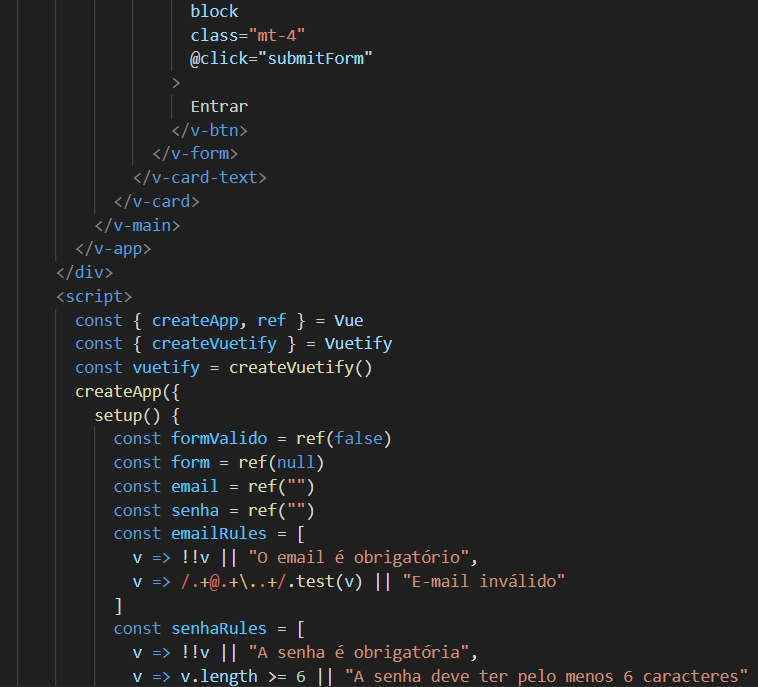 block
class="mt-4"
@click="submitForm"
>
Entrar
</v-btn>
</v-form>
</v-card-text>
</v-card>
</v-main>
</v-app>
</div>
<script>
const { createApp, ref } = Vue
const { createVuetify } = Vuetify
const vuetify = createVuetify()
createApp({
setup() {
const formValido = ref(false)
const form = ref(null)
const email = ref("")
const senha = ref("")
const emailRules = [
v => !!v || "O email é obrigatório",
v => /.+@.+\..+/.test(v) || "E-mail inválido"
]
const senhaRules = [
v => !!v || "A senha é obrigatória",
v => v.length >= 6 || "A senha deve ter pelo menos 6 caracteres"